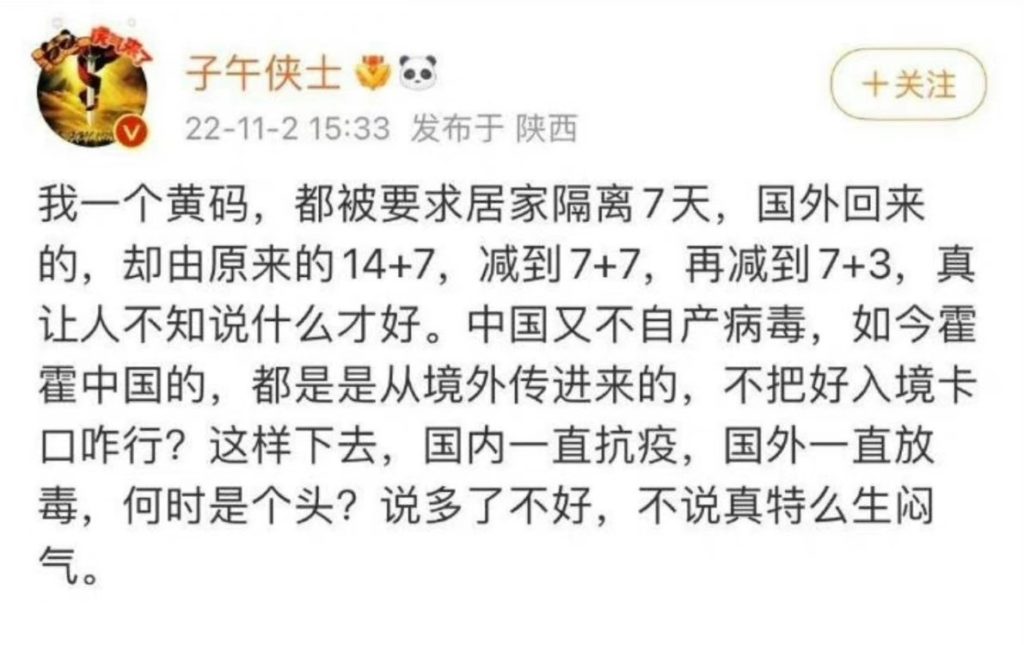 子午侠士
+关注
22-11-2 15:33 发布于 陕西
我一个黄码，都被要求居家隔离7天，国外回来
的，却由原来的14+7，减到7+7，再减到7+3，真
让人不知说什么才好。中国又不自产病毒，如今霍
霍中国的，都是是从境外传进来的，不把好入境卡
口咋行？这样下去，国内一直抗疫，国外一直放
毒，何时是个头？说多了不好，不说真特么生闷
气。